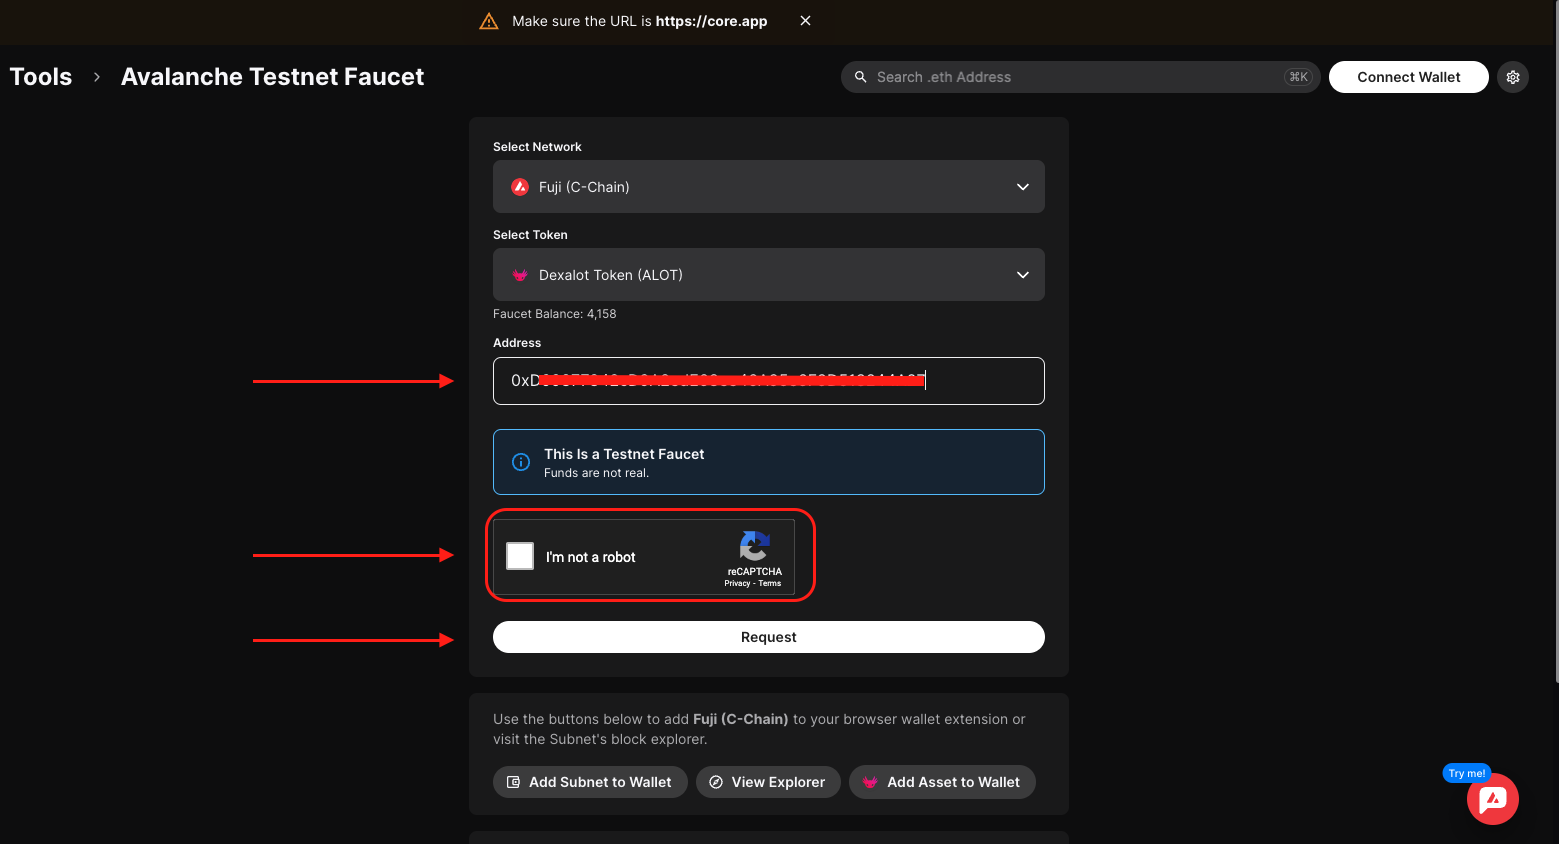 Make sure the URL is https://core.app
Tools > Avalanche Testnet Faucet
Search .eth Address
⌘K
Connect Wallet
Select Network
Fuji (C-Chain)
Select Token
Dexalot Token (ALOT)
Faucet Balance: 4,158
Address
This Is a Testnet Faucet
Funds are not real.
I'm not a robot
reCAPTCHA
Privacy - Terms
Request
Use the buttons below to add Fuji (C-Chain) to your browser wallet extension or
visit the Subnet's block explorer.
Add Subnet to Wallet
View Explorer
Add Asset to Wallet
Try me!